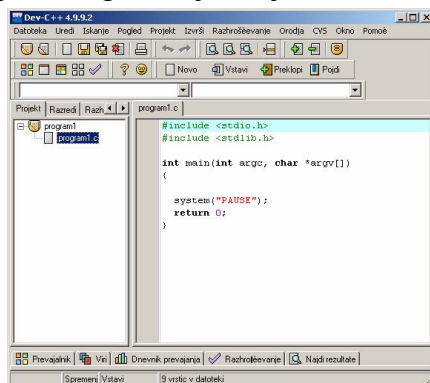 Dev-C++ 4.9.9.2
Datoteka Uredi Iskanje Pogled Projekt Izvrši Razhroščevanje Orodja CVS Okno Pomoè
Novo Vstavi Preklopi Pojdi
Projekt Razredi Razh
program1.c
program1
program1.c
#include <stdio.h>
#include <stdlib.h>
int main(int argc, char *argv[])
{
system("PAUSE");
return 0;
}
Prevajalnik Viri Dnevnik prevajanja Razhroščevanje Najdi rezultate
Spremeni Vstavi 9 vrstic v datoteki